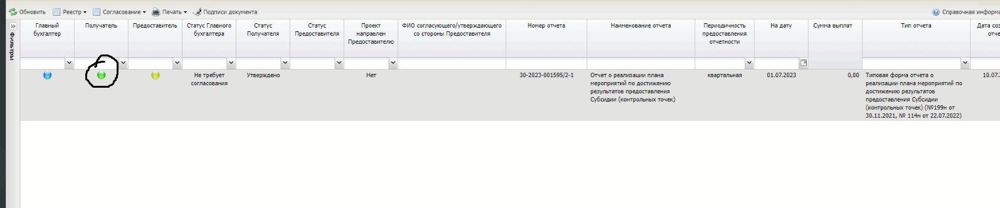 Обновить Реестр Согласование Печать Подписи документа Справочная информа
Фильтры
Главный
бухгалтер
Получатель
Предоставитель
Статус Главного
бухгалтера
Статус
Получателя
Статус
Предоставителя
Проект
направлен
Предоставителю
ФИО согласующего/утверждающего
со стороны Предоставителя
Номер отчета
Наименование отчета
Периодичность
предоставления
отчетности
На дату
Сумма выплат
Тип отчета
Дата соз
отче
Не требует
согласования
Утверждено
Нет
30-2023-001595/2-1
Отчет о реализации плана
мероприятий по достижению
результатов предоставления
Субсидии (контрольных точек)
квартальная
01.07.2023
0,00
Типовая форма отчета о
реализации плана мероприятий по
достижению результатов
предоставления Субсидии
(контрольных точек) (№199н от
30.11.2021, № 114н от 22.07.2022)
10.07.